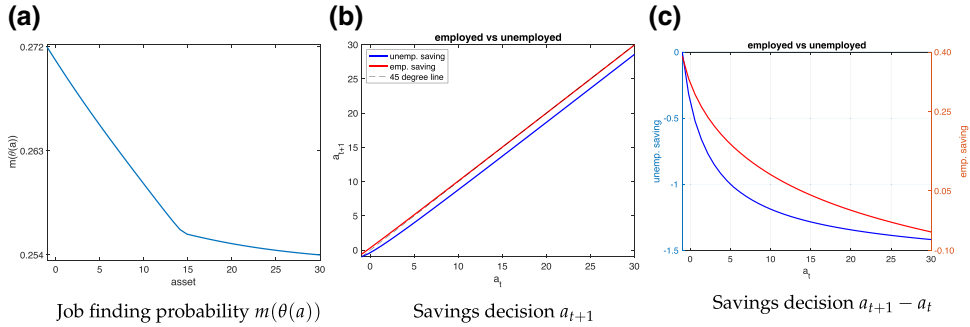 (a)
0.272
0.263
0.254
m(θ(a))
0
5
10
15
20
25
30
asset
Job finding probability m(θ(a))
(b)
employed vs unemployed
unemp. saving
emp. saving
45 degree line
30
25
20
15
10
5
0
a_{t+1}
0
5
10
15
20
25
30
a_t
Savings decision a_{t+1}
(c)
employed vs unemployed
0
-0.5
-1
-1.5
unemp. saving
0.40
0.25
0.05
-0.10
emp. saving
0
5
10
15
20
25
30
a_t
Savings decision a_{t+1} − a_t